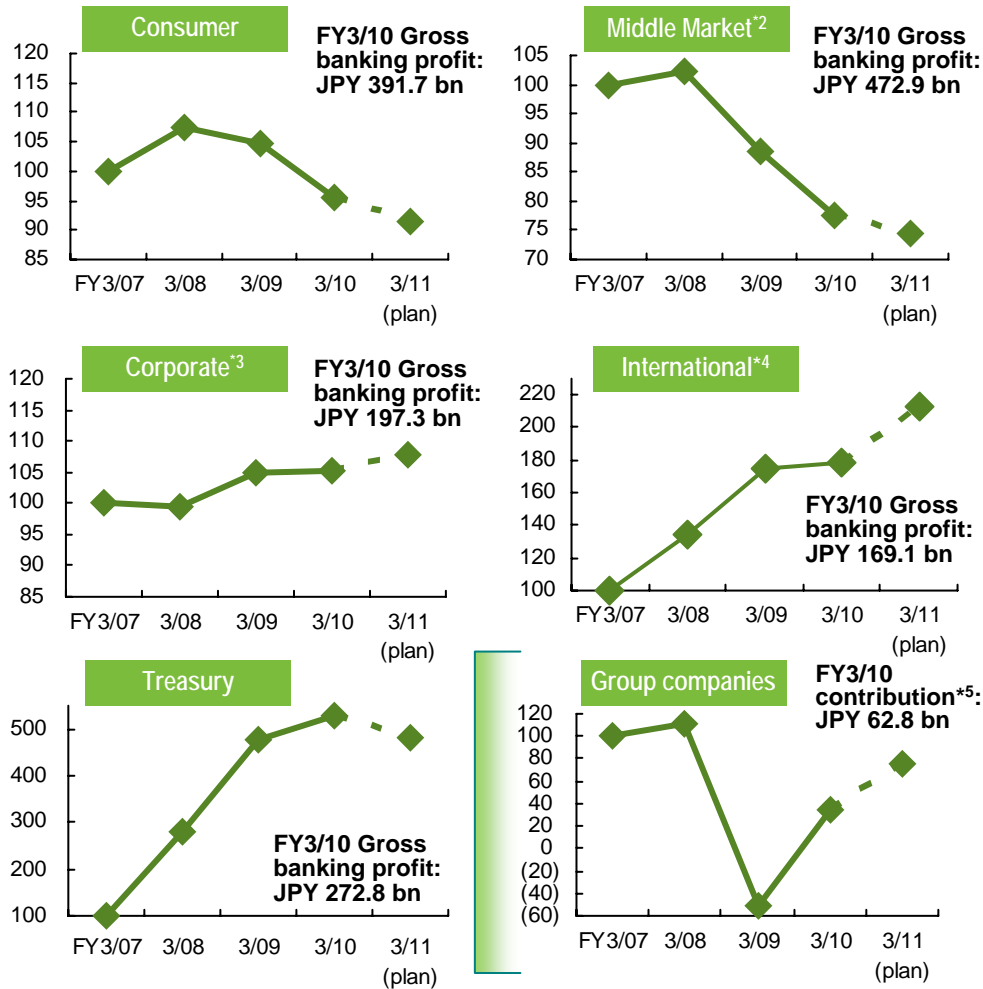 Consumer
FY3/10 Gross
banking profit:
JPY 391.7 bn
120
115
110
105
100
95
90
85
FY3/07 3/08 3/09 3/10 3/11
(plan)
Middle Market*2
FY3/10 Gross
banking profit:
JPY 472.9 bn
105
100
95
90
85
80
75
70
FY3/07 3/08 3/09 3/10 3/11
(plan)
Corporate*3
FY3/10 Gross
banking profit:
JPY 197.3 bn
120
115
110
105
100
95
90
85
FY3/07 3/08 3/09 3/10 3/11
(plan)
International*4
FY3/10 Gross
banking profit:
JPY 169.1 bn
220
200
180
160
140
120
100
FY3/07 3/08 3/09 3/10 3/11
(plan)
Treasury
FY3/10 Gross
banking profit:
JPY 272.8 bn
500
400
300
200
100
FY3/07 3/08 3/09 3/10 3/11
(plan)
Group companies
FY3/10
contribution*5:
JPY 62.8 bn
120
100
80
60
40
20
0
(20)
(40)
(60)
FY3/07 3/08 3/09 3/10 3/11
(plan)